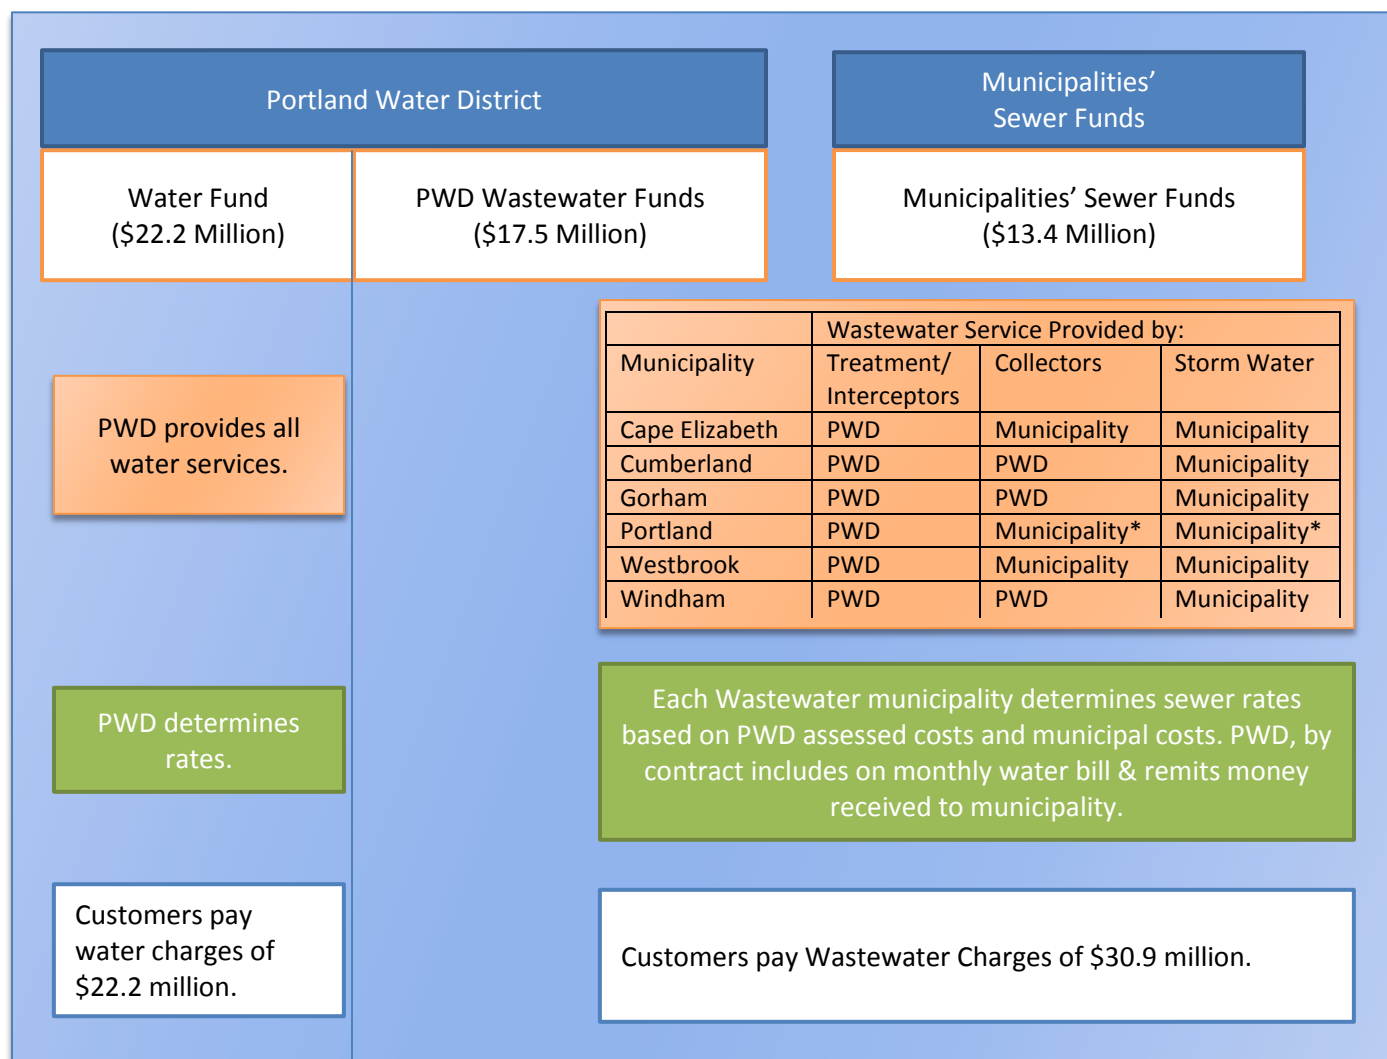 Portland Water District
Municipalities’
Sewer Funds
Water Fund
($22.2 Million)
PWD Wastewater Funds
($17.5 Million)
Municipalities’ Sewer Funds
($13.4 Million)
PWD provides all
water services.
Wastewater Service Provided by:
Municipality Treatment/ Collectors Storm Water
Interceptors
Cape Elizabeth PWD Municipality Municipality
Cumberland PWD PWD Municipality
Gorham PWD PWD Municipality
Portland PWD Municipality* Municipality*
Westbrook PWD Municipality Municipality
Windham PWD PWD Municipality
PWD determines
rates.
Each Wastewater municipality determines sewer rates
based on PWD assessed costs and municipal costs. PWD, by
contract includes on monthly water bill & remits money
received to municipality.
Customers pay
water charges of
$22.2 million.
Customers pay Wastewater Charges of $30.9 million.